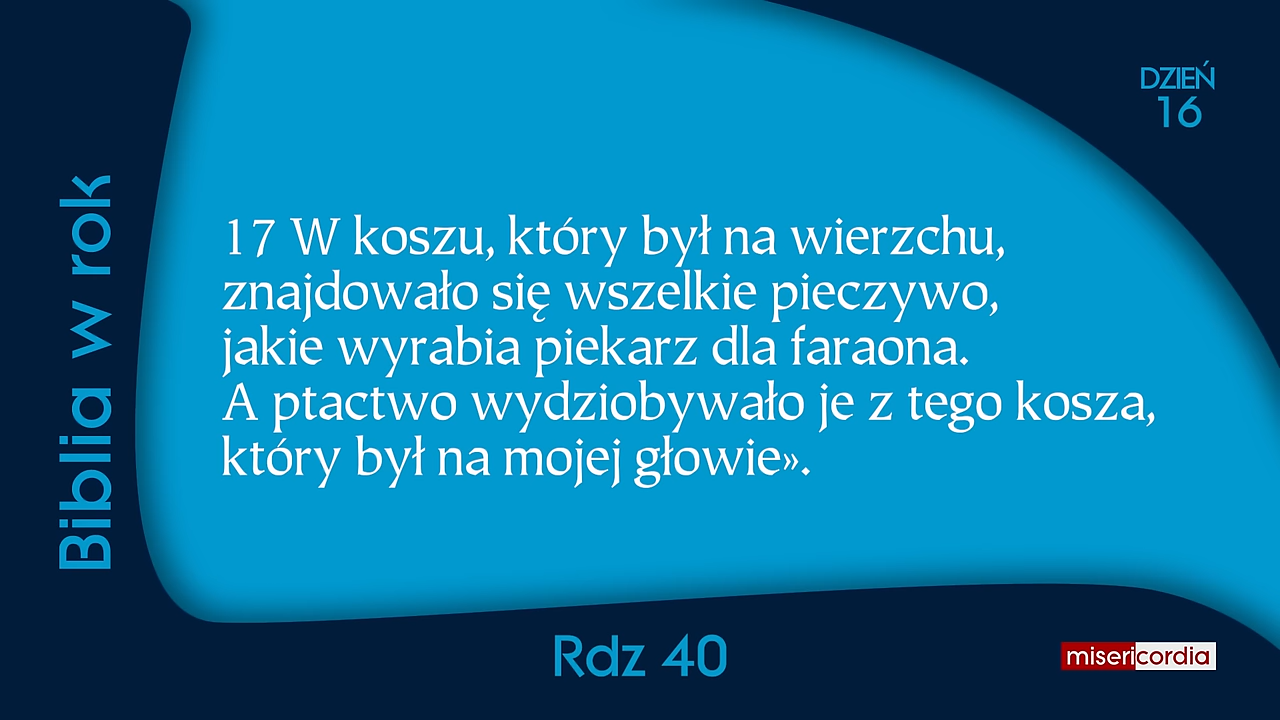 DZIEŃ
16
Biblia w rok
17 W koszu, który był na wierzchu,
znajdowało się wszelkie pieczywo,
jakie wyrabia piekarz dla faraona.
A ptactwo wydziobywało je z tego kosza,
który był na mojej głowie».
Rdz 40
misericordia